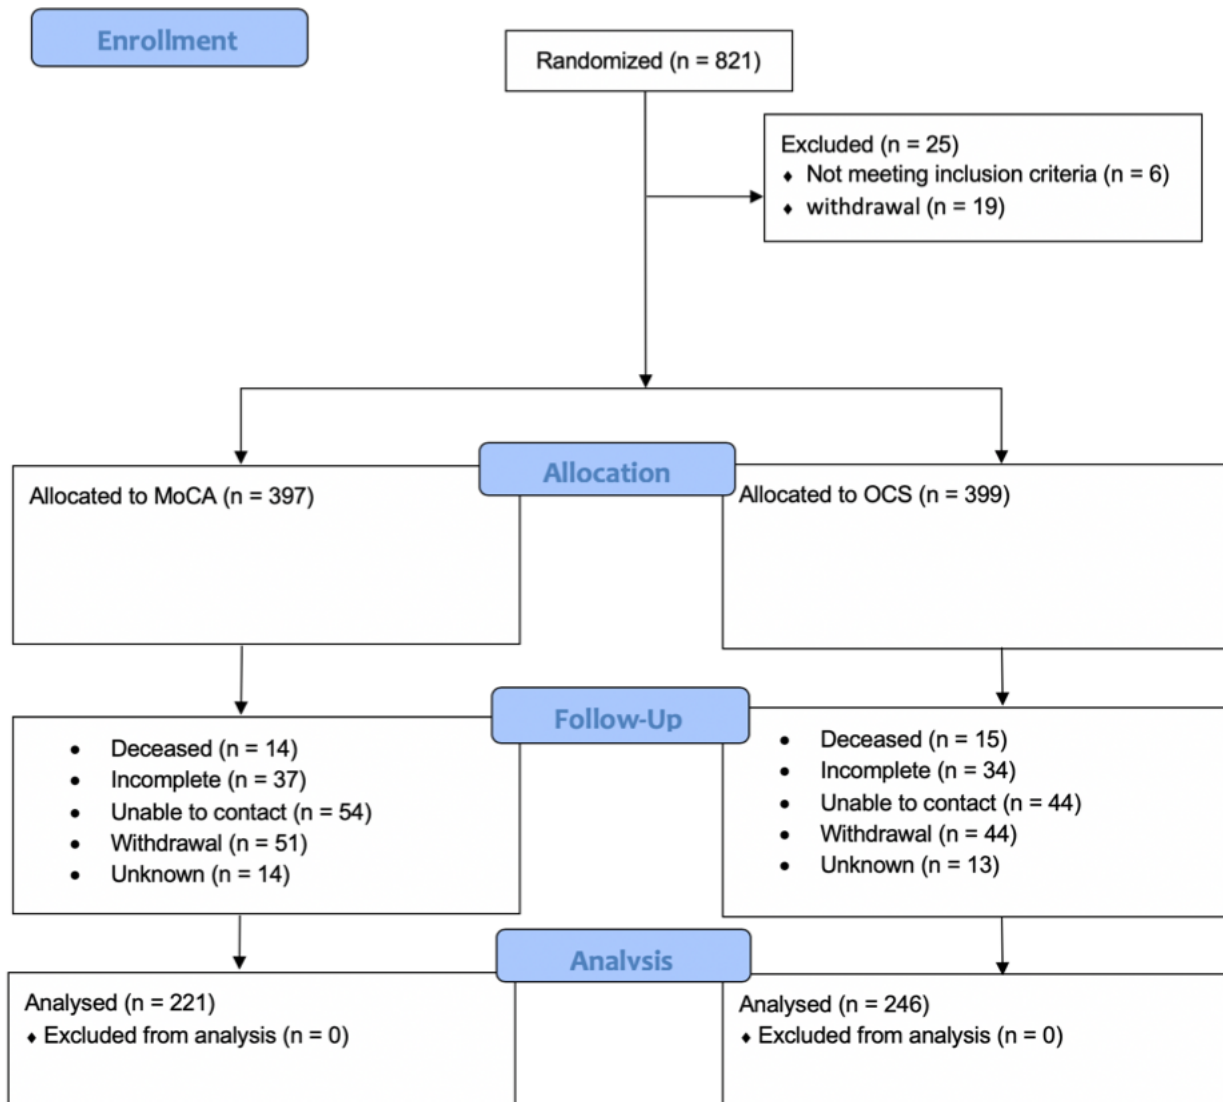 Enrollment
Randomized (n = 821)
Excluded (n = 25)
♦ Not meeting inclusion criteria (n = 6)
♦ withdrawal (n = 19)
Allocation
Allocated to MoCA (n = 397)
Allocated to OCS (n = 399)
Follow-Up
• Deceased (n = 14)
• Incomplete (n = 37)
• Unable to contact (n = 54)
• Withdrawal (n = 51)
• Unknown (n = 14)
• Deceased (n = 15)
• Incomplete (n = 34)
• Unable to contact (n = 44)
• Withdrawal (n = 44)
• Unknown (n = 13)
Analysis
Analysed (n = 221)
♦ Excluded from analysis (n = 0)
Analysed (n = 246)
♦ Excluded from analysis (n = 0)